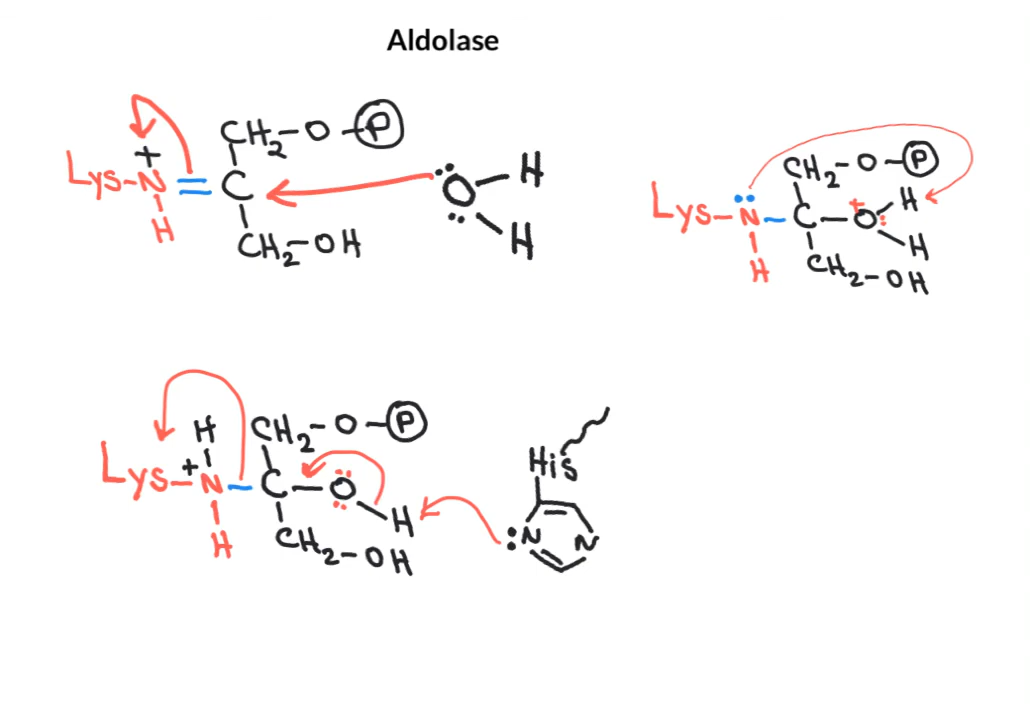 Aldolase
CH2-O-P
Lys-N+=C
O-H
H
H
CH2-OH
CH2-O-P
Lys-N-C-O+-H
H
H
CH2-OH
H
CH2-O-P
Lys-N+-C-O
H
H
CH2-OH
His
N
N